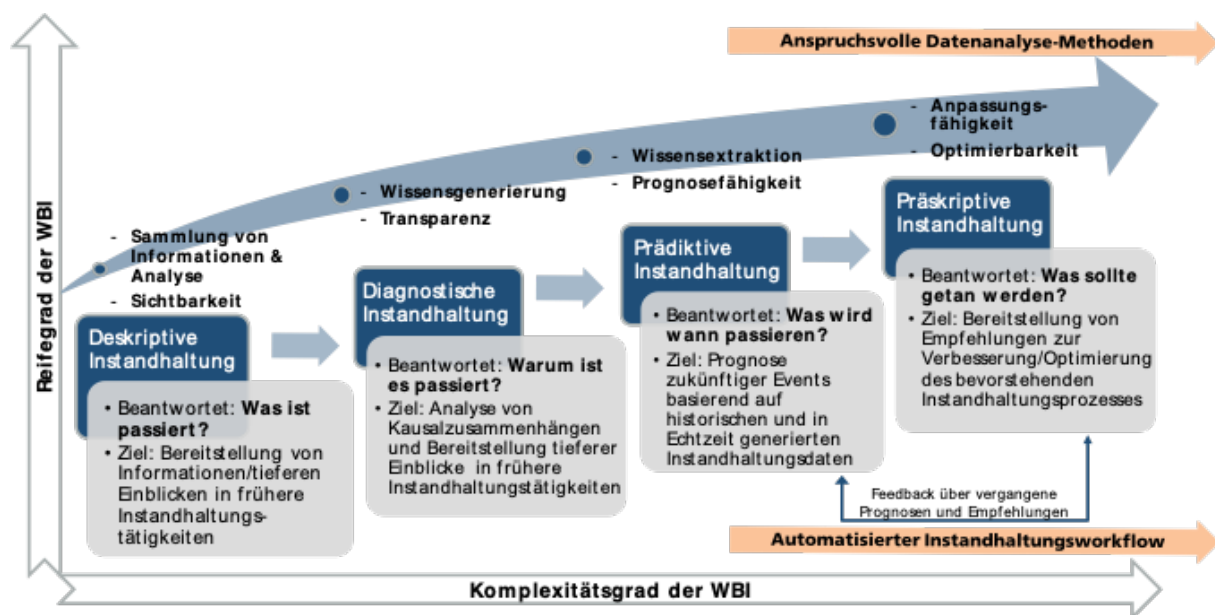 Anspruchsvolle Datenanalyse-Methoden
Reifegrad der WBI
- Sammlung von
Informationen &
Analyse
- Sichtbarkeit
- Wissensgenerierung
- Transparenz
- Wissensextraktion
- Prognosefähigkeit
- Anpassungs-
fähigkeit
- Optimierbarkeit
Deskriptive
Instandhaltung
• Beantwortet: Was ist
passiert?
• Ziel: Bereitstellung von
Informationen/tieferen
Einblicken in frühere
Instandhaltungs-
tätigkeiten
Diagnostische
Instandhaltung
• Beantwortet: Warum ist
es passiert?
• Ziel: Analyse von
Kausalzusammenhängen
und Bereitstellung tieferer
Einblicke in frühere
Instandhaltungstätigkeiten
Prädiktive
Instandhaltung
• Beantwortet: Was wird
wann passieren?
• Ziel: Prognose
zukünftiger Events
basierend auf
historischen und in
Echtzeit generierten
Instandhaltungsdaten
Präskriptive
Instandhaltung
• Beantwortet: Was sollte
getan werden?
• Ziel: Bereitstellung von
Empfehlungen zur
Verbesserung/Optimierung
des bevorstehenden
Instandhaltungsprozesses
Feedback über vergangene
Prognosen und Empfehlungen
Automatisierter Instandhaltungsworkflow
Komplexitätsgrad der WBI